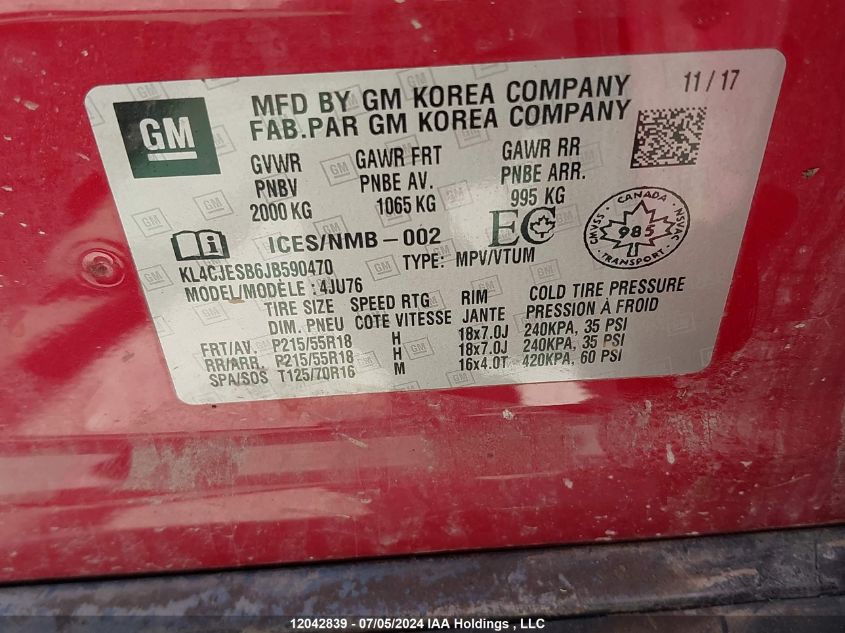 GM
MFD BY GM KOREA COMPANY
FAB.PAR GM KOREA COMPANY
11 / 17
GVWR GAWR FRT GAWR RR
PNBV PNBE AV. PNBE ARR.
2000 KG 1065 KG 995 KG
i ICES/NMB-002 EC
CANADA
985
TRANSPORT
CMVSS NSVAC
KL4CJESB6JB590470 TYPE: MPV/VTUM
MODEL/MODÈLE : 4JU76
TIRE SIZE SPEED RTG RIM COLD TIRE PRESSURE
DIM. PNEU COTE VITESSE JANTE PRESSION À FROID
FRT/AV. P215/55R18 H 18x7.0J 240KPA, 35 PSI
RR/ARR. P215/55R18 H 18x7.0J 240KPA, 35 PSI
SPA/SOS T125/70R16 M 16x4.0T 420KPA, 60 PSI
12042839 - 07/05/2024 IAA Holdings , LLC